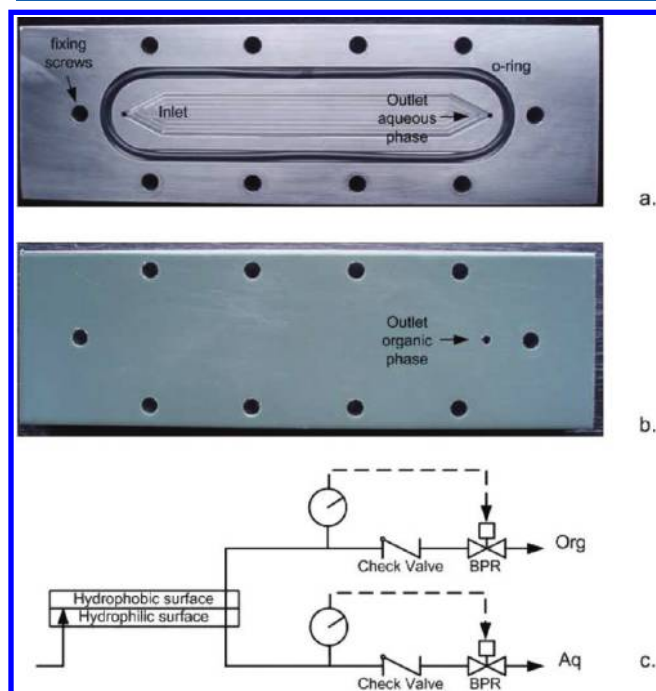 fixing
screws
o-ring
Inlet
Outlet
aqueous
phase
a.
Outlet
organic
phase
b.
Org
Check Valve
BPR
Hydrophobic surface
Hydrophilic surface
Aq
c.
Check Valve
BPR